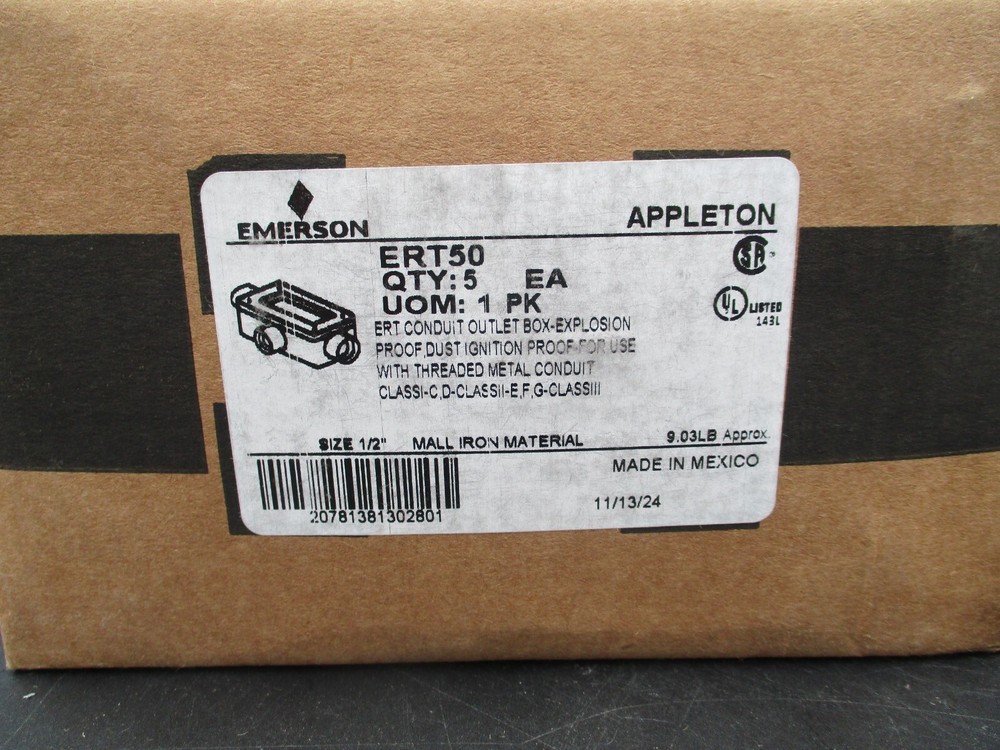 EMERSON
APPLETON
ERT50
QTY: 5 EA
UOM: 1 PK
SA
UL LISTED
143L
ERT CONDUIT OUTLET BOX-EXPLOSION
PROOF,DUST IGNITION PROOF-FOR USE
WITH THREADED METAL CONDUIT
CLASSI-C,D-CLASSII-E,F,G-CLASSIII
SIZE 1/2" MALL IRON MATERIAL 9.03LB Approx.
MADE IN MEXICO
20781381302801
11/13/24